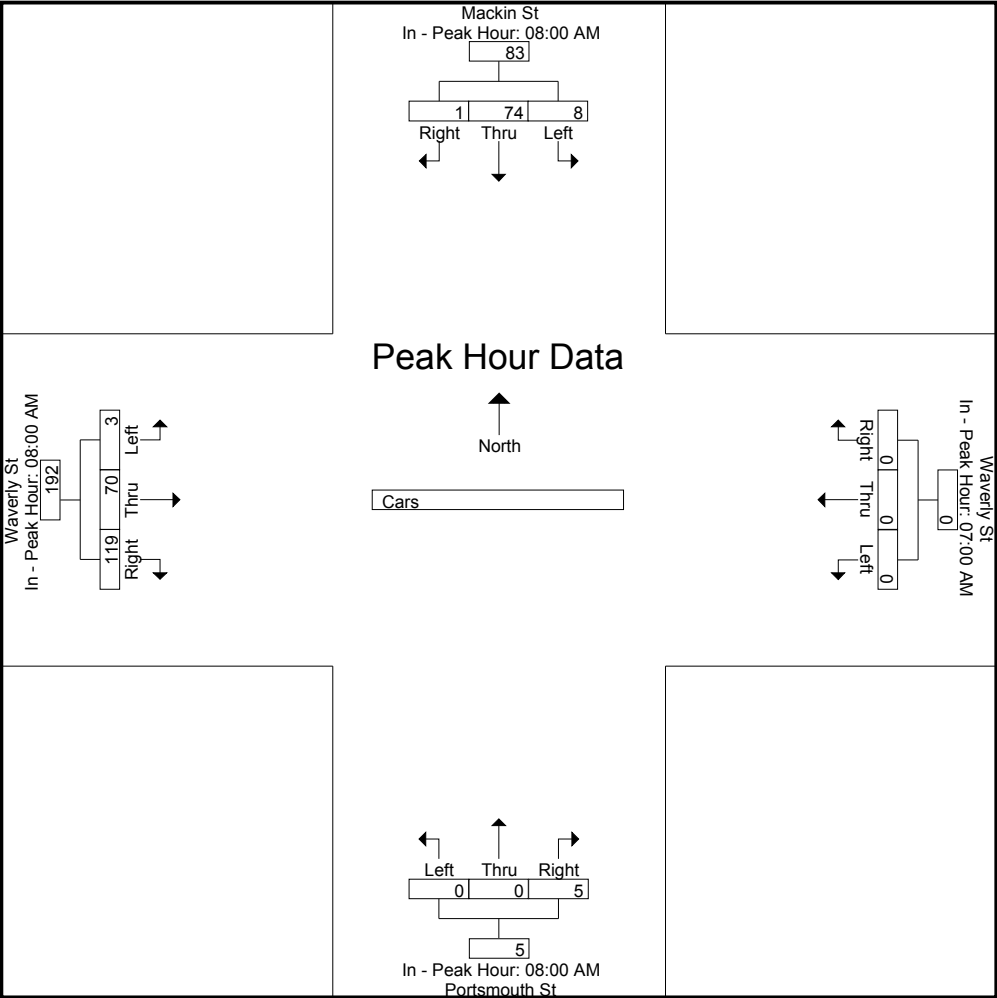 Mackin St
In - Peak Hour: 08:00 AM
83
1 74 8
Right Thru Left
Peak Hour Data
North
Cars
Waverly St
In - Peak Hour: 08:00 AM
192
3 70 119
Left Thru Right
Waverly St
In - Peak Hour: 07:00 AM
0
0 0 0
Right Thru Left
Left Thru Right
0 0 5
5
In - Peak Hour: 08:00 AM
Portsmouth St